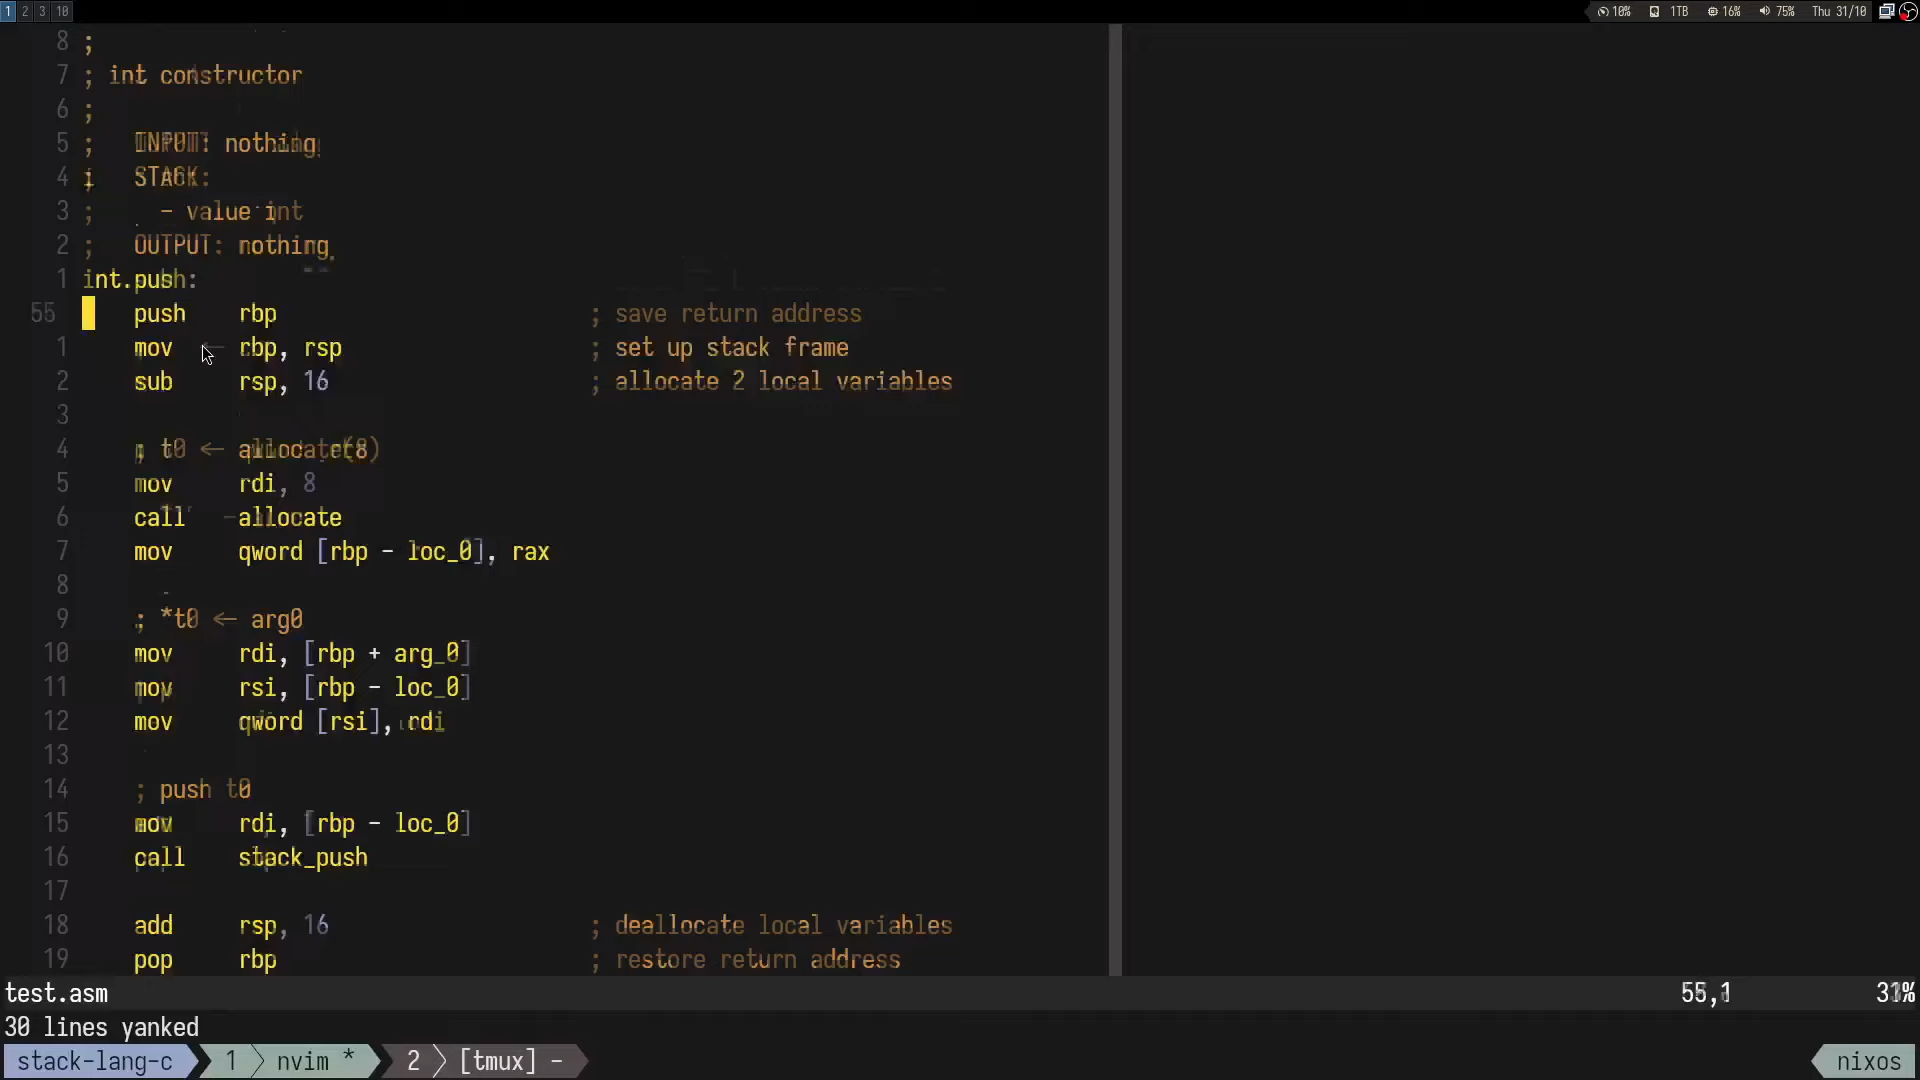 1 2 3 10 10% 1TB 16% 75% Thu 31/10
8 ;
7 ; int constructor
6 ;
5 ; INPUT: nothing
4 STACK:
3 ; - value int
2 ; OUTPUT: nothing
1 int.push:
55 push rbp ; save return address
1 mov rbp, rsp ; set up stack frame
2 sub rsp, 16 ; allocate 2 local variables
3
4 ; t0 <- allocate(8)
5 mov rdi, 8
6 call allocate
7 mov qword [rbp - loc_0], rax
8
9 ; *t0 <- arg0
10 mov rdi, [rbp + arg_0]
11 mov rsi, [rbp - loc_0]
12 mov qword [rsi], rdi
13
14 ; push t0
15 mov rdi, [rbp - loc_0]
16 call stack_push
17
18 add rsp, 16 ; deallocate local variables
19 pop rbp ; restore return address
test.asm 55,1
30 lines yanked
stack-lang-c 1 nvim * 2 [tmux] - nixos